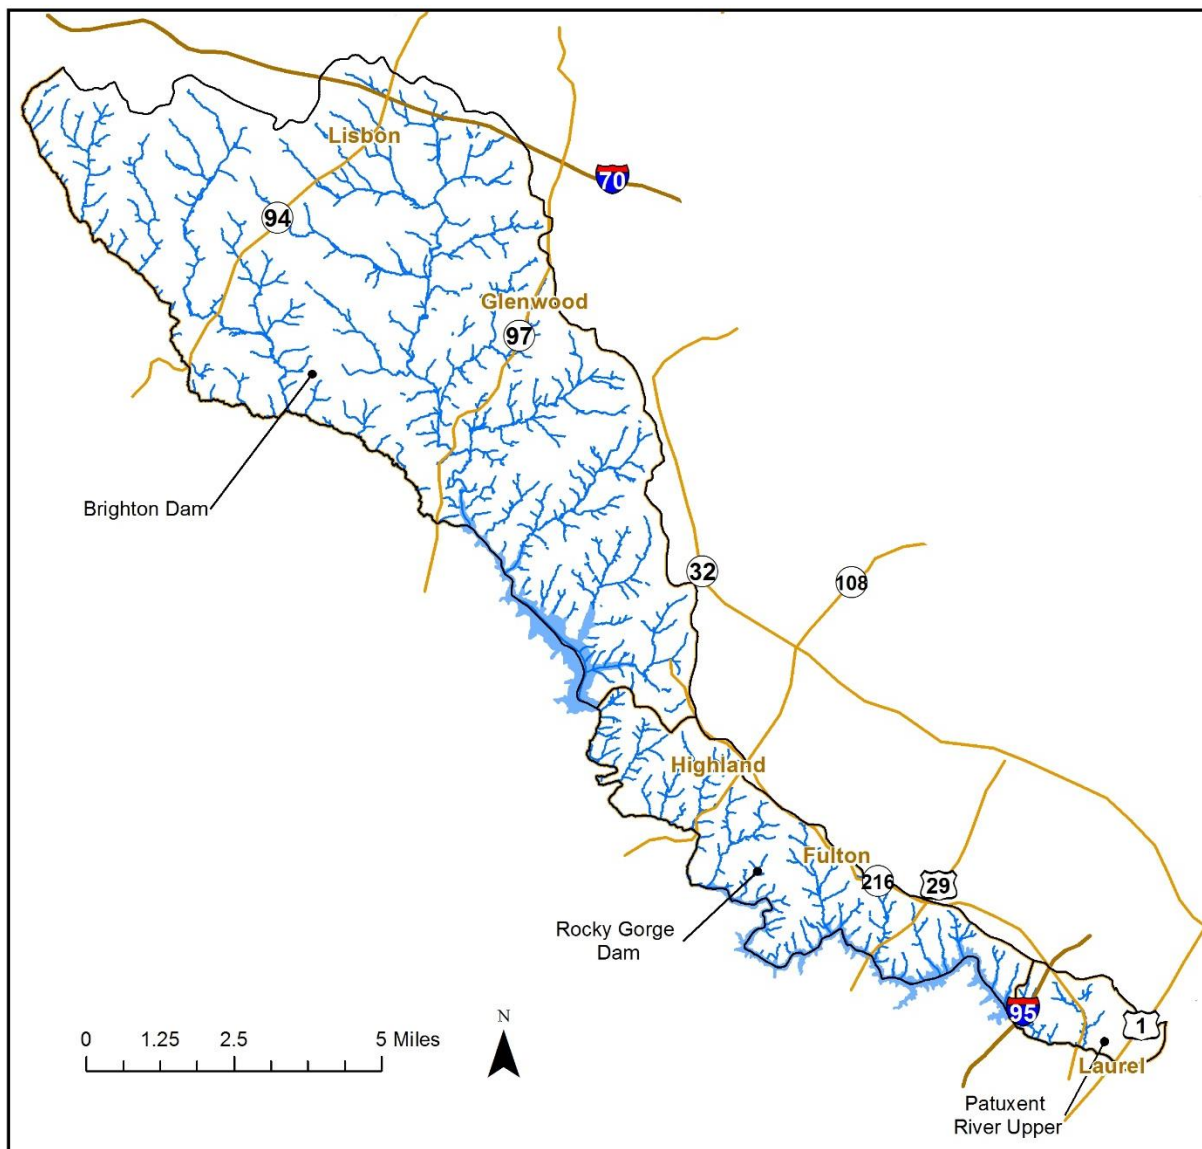 Lisbon
70
94
Glenwood
97
Brighton Dam
32
108
Highland
Fulton
216
29
Rocky Gorge
Dam
N
0 1.25 2.5 5 Miles
95
1
Laurel
Patuxent
River Upper